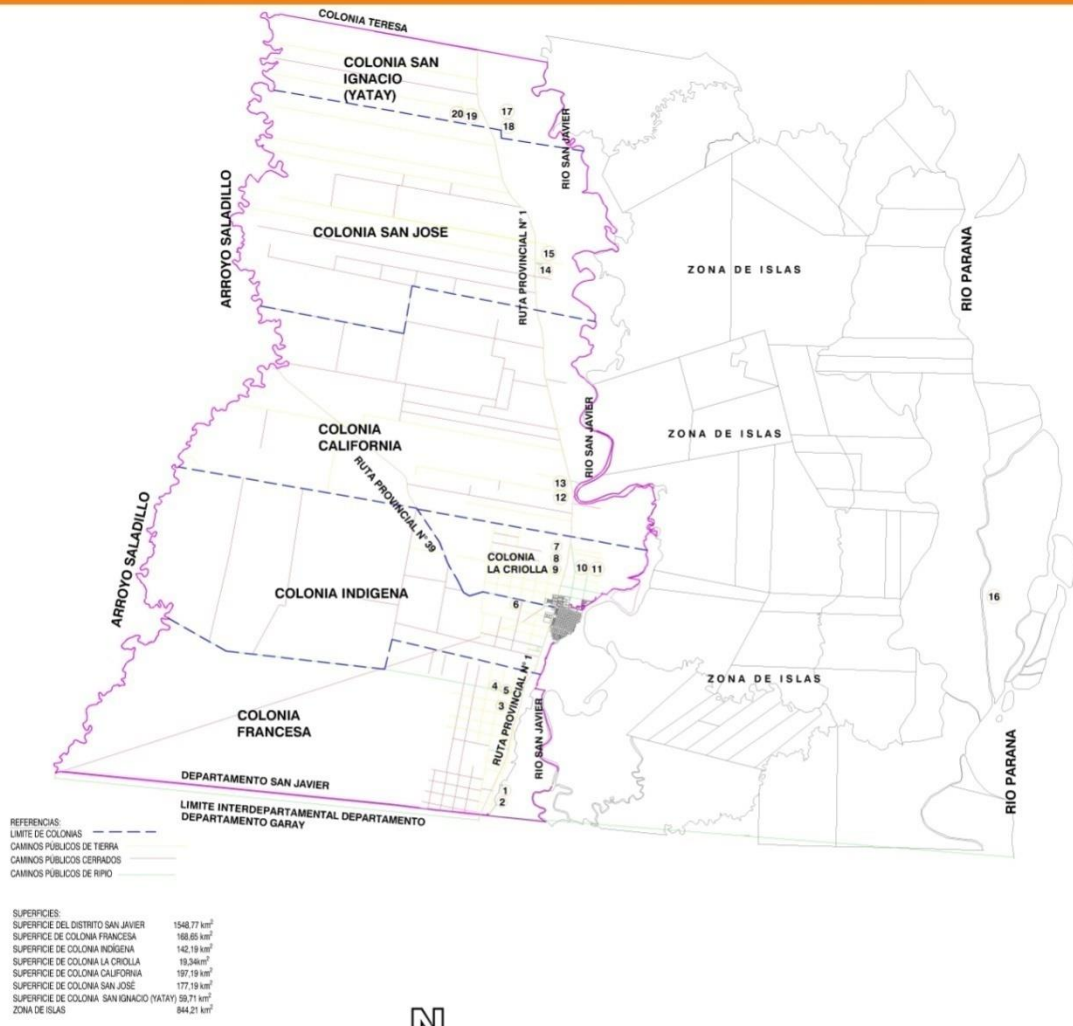 COLONIA TERESA
COLONIA SAN
IGNACIO
(YATAY)
20 19
17
18
RIO SAN JAVIER
ARROYO SALADILLO
COLONIA SAN JOSE
RUTA PROVINCIAL N° 1
15
14
ZONA DE ISLAS
RIO PARANA
COLONIA
CALIFORNIA
RIO SAN JAVIER
ZONA DE ISLAS
RUTA PROVINCIAL N° 39
13
12
ARROYO SALADILLO
COLONIA
LA CRIOLLA
7
8
9
10 11
COLONIA INDIGENA
6
16
4 5
3
RUTA PROVINCIAL N° 1
RIO SAN JAVIER
ZONA DE ISLAS
COLONIA
FRANCESA
RIO PARANA
1
2
DEPARTAMENTO SAN JAVIER
LIMITE INTERDEPARTAMENTAL DEPARTAMENTO
DEPARTAMENTO GARAY
REFERENCIAS:
LIMITE DE COLONIAS
CAMINOS PÚBLICOS DE TIERRA
CAMINOS PÚBLICOS CERRADOS
CAMINOS PÚBLICOS DE RIPIO
SUPERFICIES:
SUPERFICIE DEL DISTRITO SAN JAVIER 1548,77 km²
SUPERFICE DE COLONIA FRANCESA 168,65 km²
SUPERFICIE DE COLONIA INDÍGENA 142,19 km²
SUPERFICIE DE COLONIA LA CRIOLLA 19,34km²
SUPERFICIE DE COLONIA CALIFORNIA 197,19 km²
SUPERFICIE DE COLONIA SAN JOSÉ 177,19 km²
SUPERFICIE DE COLONIA SAN IGNACIO (YATAY) 59,71 km²
ZONA DE ISLAS 844,21 km²
N